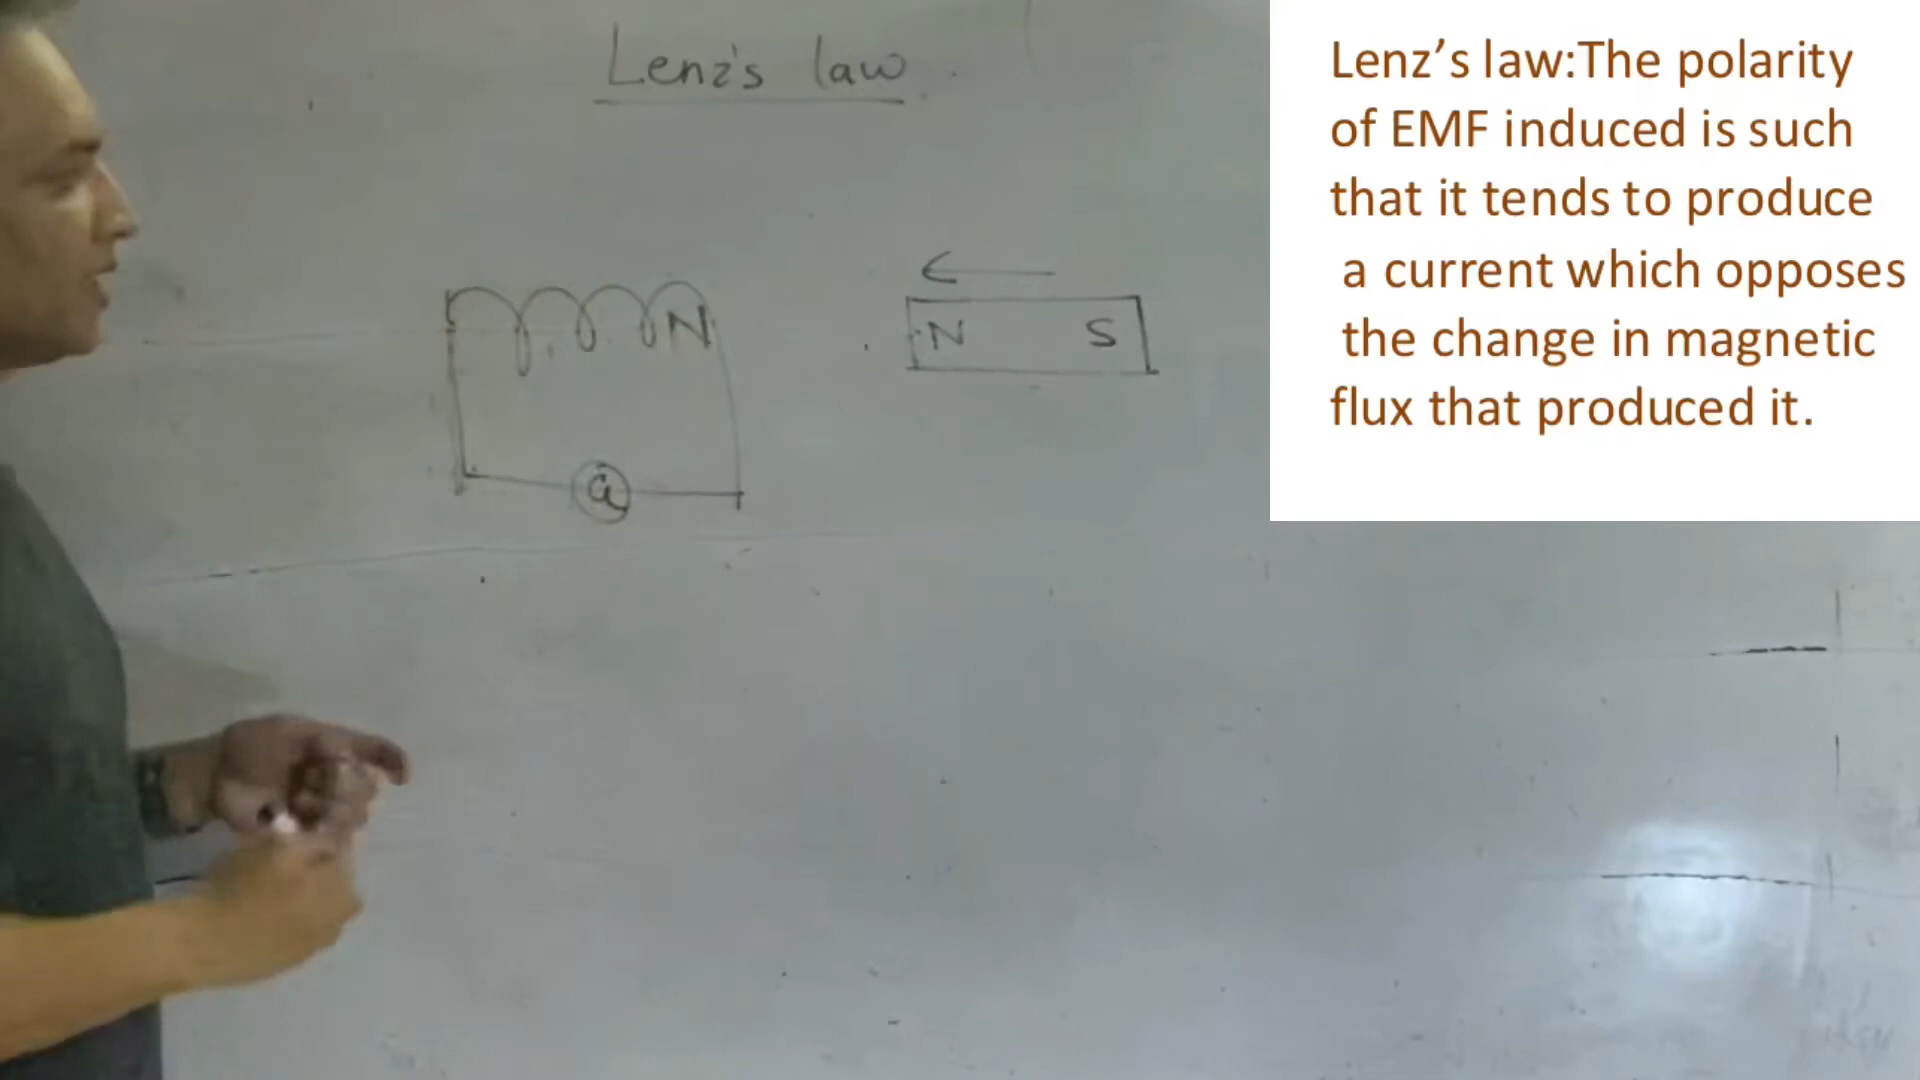 Lenz's law.
N
N S
G
Lenz’s law:The polarity
of EMF induced is such
that it tends to produce
a current which opposes
the change in magnetic
flux that produced it.